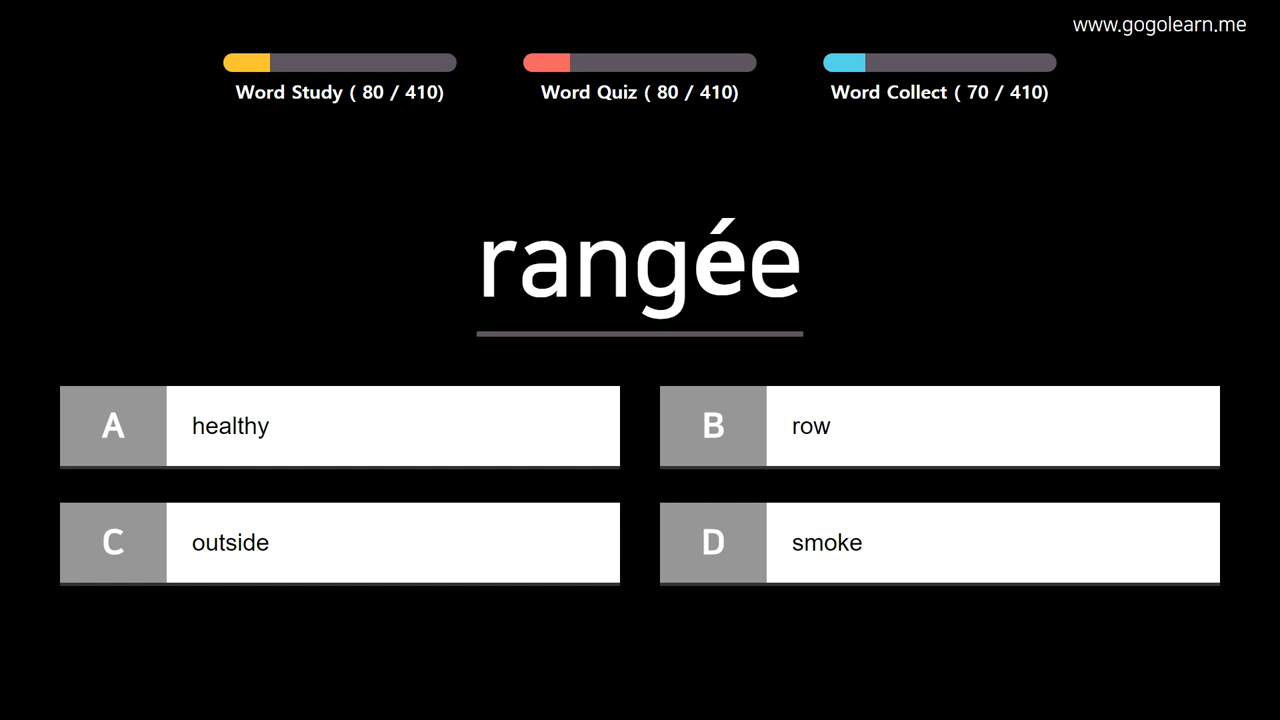 www.gogolearn.me
Word Study ( 80 / 410)
Word Quiz ( 80 / 410)
Word Collect ( 70 / 410)
rangée
A healthy
B row
C outside
D smoke